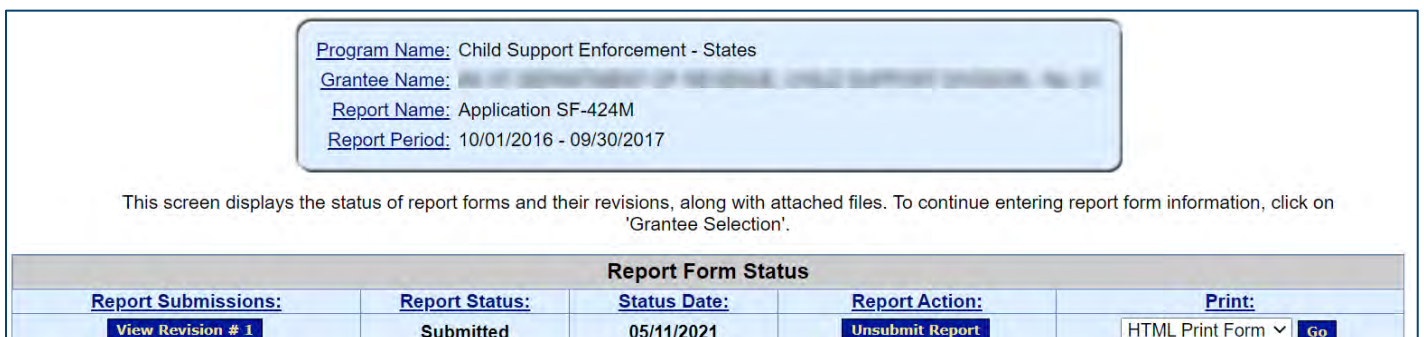 Program Name: Child Support Enforcement - States
Grantee Name:
Report Name: Application SF-424M
Report Period: 10/01/2016 - 09/30/2017
This screen displays the status of report forms and their revisions, along with attached files. To continue entering report form information, click on
'Grantee Selection'.
Report Form Status
Report Submissions: Report Status: Status Date: Report Action: Print:
View Revision # 1 Submitted 05/11/2021 Unsubmit Report HTML Print Form Go